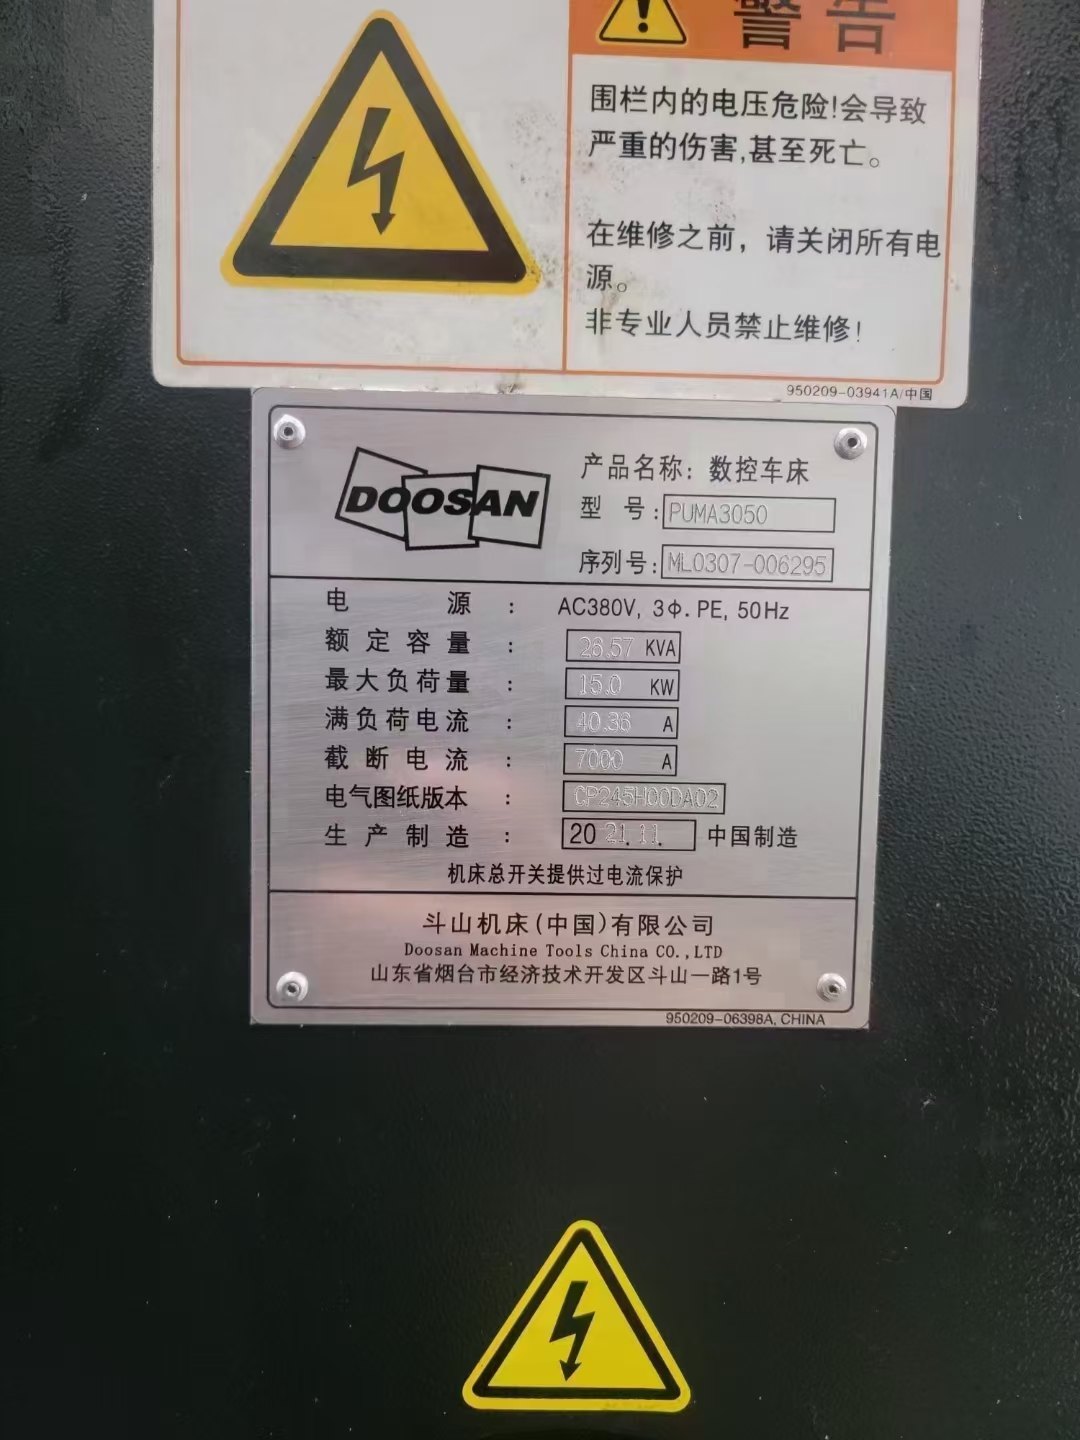 警告
围栏内的电压危险!会导致
严重的伤害,甚至死亡。
在维修之前，请关闭所有电
源。
非专业人员禁止维修!
950209-03941A/中国
DOOSAN
产品名称: 数控车床
型 号: PUMA3050
序列号: ML0307-006295
电 源 : AC380V, 3Φ. PE, 50Hz
额定容量 : 26.57 KVA
最大负荷量 : 15.0 KW
满负荷电流 : 40.36 A
截断电流 : 7000 A
电气图纸版本 : CP245H00DA02
生产制造 : 2021.11. 中国制造
机床总开关提供过电流保护
斗山机床(中国)有限公司
Doosan Machine Tools China CO.,LTD
山东省烟台市经济技术开发区斗山一路1号
950209-06398A, CHINA